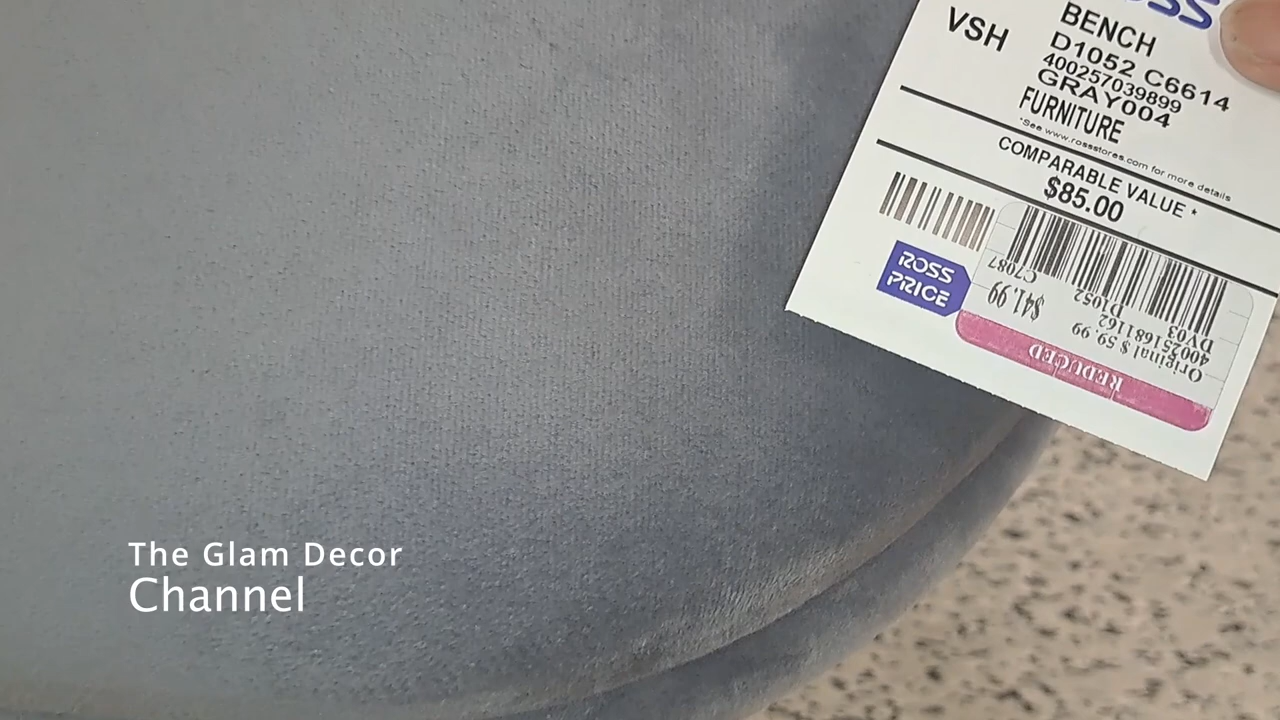 VSH
BENCH
D1052 C6614
400257039899
GRAY004
FURNITURE
*See www.rossstores.com for more details
COMPARABLE VALUE *
$85.00
ROSS
PRICE
C7087
D1052
$41.99
DV03
400251681162
Original $ 59.99
REDUCED
The Glam Decor
Channel